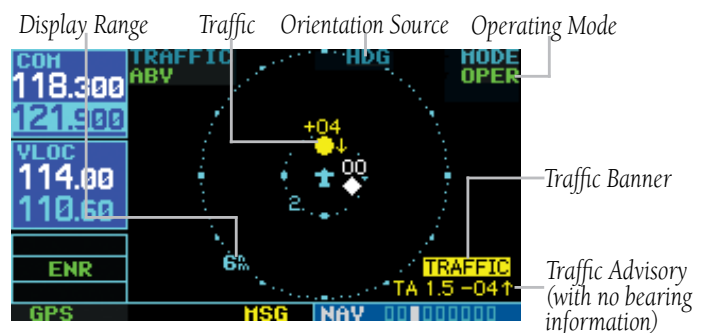 Display Range
Traffic
Orientation Source
Operating Mode
COM
118.300
121.900
VLOC
114.00
110.60
ENR
GPS
TRAFFIC
ABV
HDG
MODE
OPER
+04
↓
00
2
6nm
TRAFFIC
TA 1.5 -04↑
MSG
NAV
Traffic Banner
Traffic Advisory
(with no bearing
information)